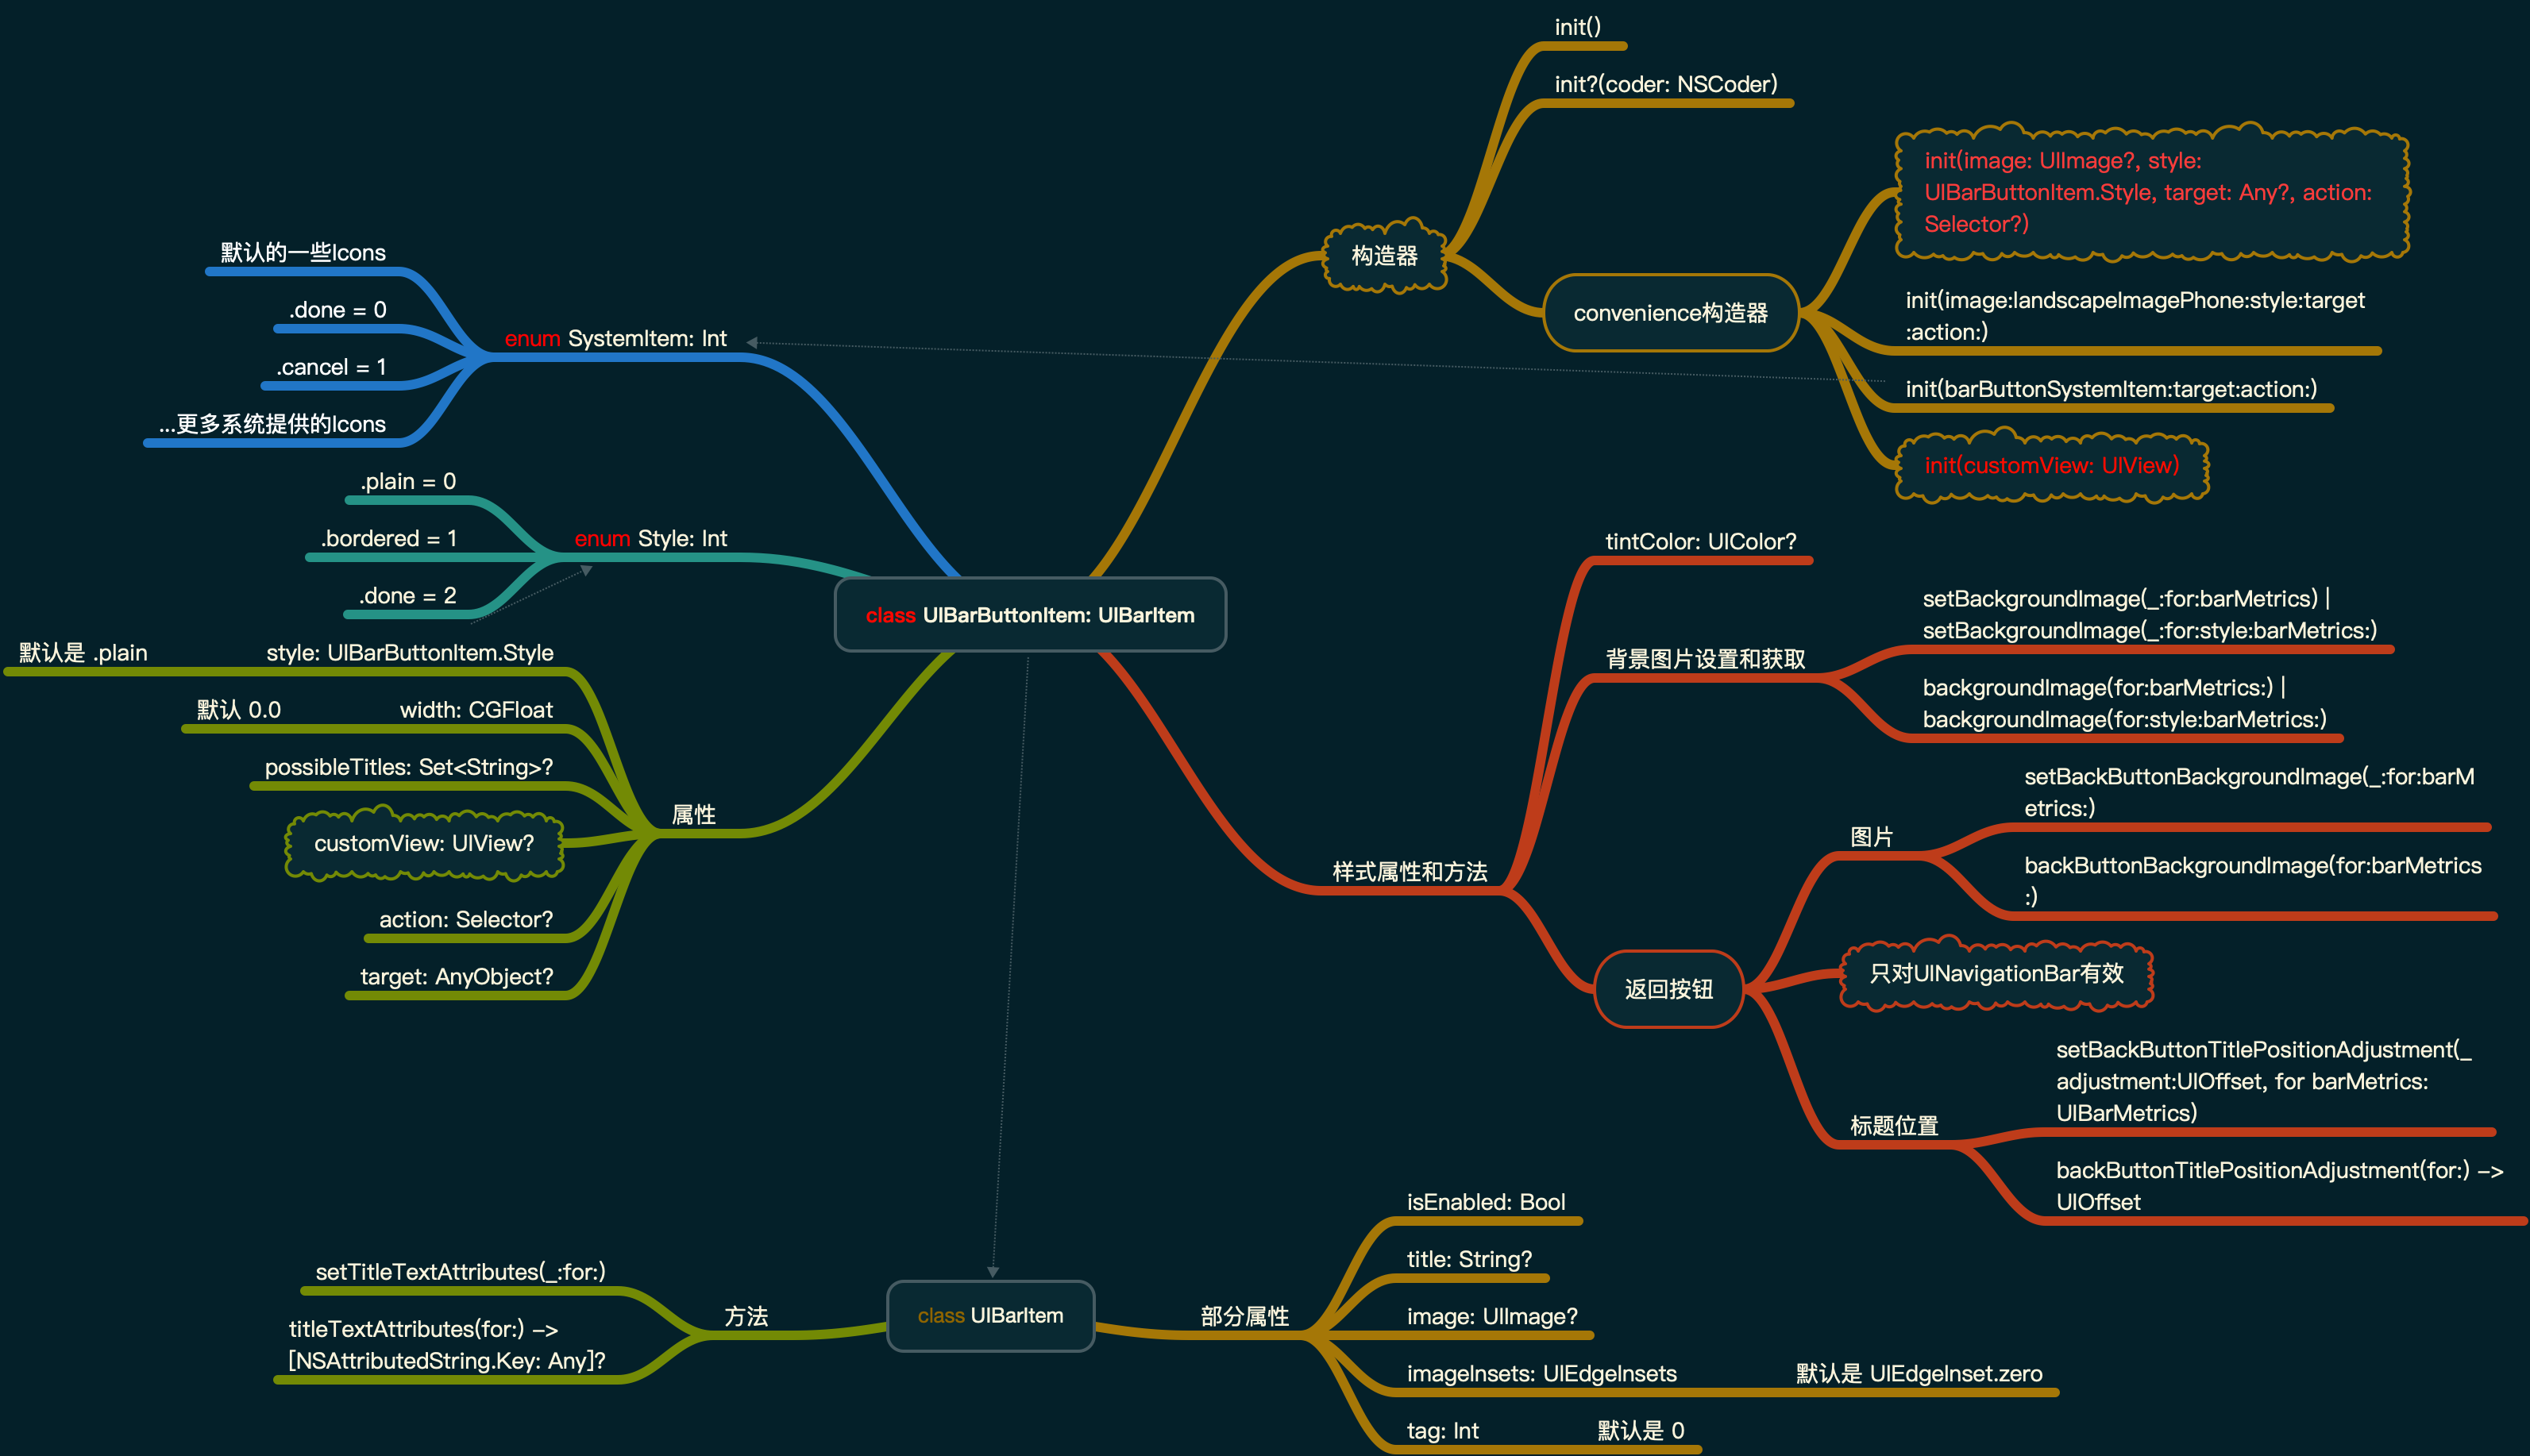 init()
init?(coder: NSCoder)
构造器
convenience构造器
init(image: UIImage?, style:
UIBarButtonItem.Style, target: Any?, action:
Selector?)
init(image:landscapeImagePhone:style:target
:action:)
init(barButtonSystemItem:target:action:)
init(customView: UIView)
默认的一些Icons
.done = 0
.cancel = 1
...更多系统提供的Icons
enum SystemItem: Int
.plain = 0
.bordered = 1
.done = 2
enum Style: Int
class UIBarButtonItem: UIBarItem
默认是 .plain
style: UIBarButtonItem.Style
默认 0.0
width: CGFloat
possibleTitles: Set<String>?
customView: UIView?
action: Selector?
target: AnyObject?
属性
样式属性和方法
tintColor: UIColor?
背景图片设置和获取
setBackgroundImage(_:for:barMetrics) |
setBackgroundImage(_:for:style:barMetrics:)
backgroundImage(for:barMetrics:) |
backgroundImage(for:style:barMetrics:)
返回按钮
图片
setBackButtonBackgroundImage(_:for:barM
etrics:)
backButtonBackgroundImage(for:barMetrics
:)
只对UINavigationBar有效
标题位置
setBackButtonTitlePositionAdjustment(_
adjustment:UIOffset, for barMetrics:
UIBarMetrics)
backButtonTitlePositionAdjustment(for:) ->
UIOffset
setTitleTextAttributes(_:for:)
titleTextAttributes(for:) ->
[NSAttributedString.Key: Any]?
方法
class UIBarItem
部分属性
isEnabled: Bool
title: String?
image: UIImage?
imageInsets: UIEdgeInsets
默认是 UIEdgeInset.zero
tag: Int
默认是 0